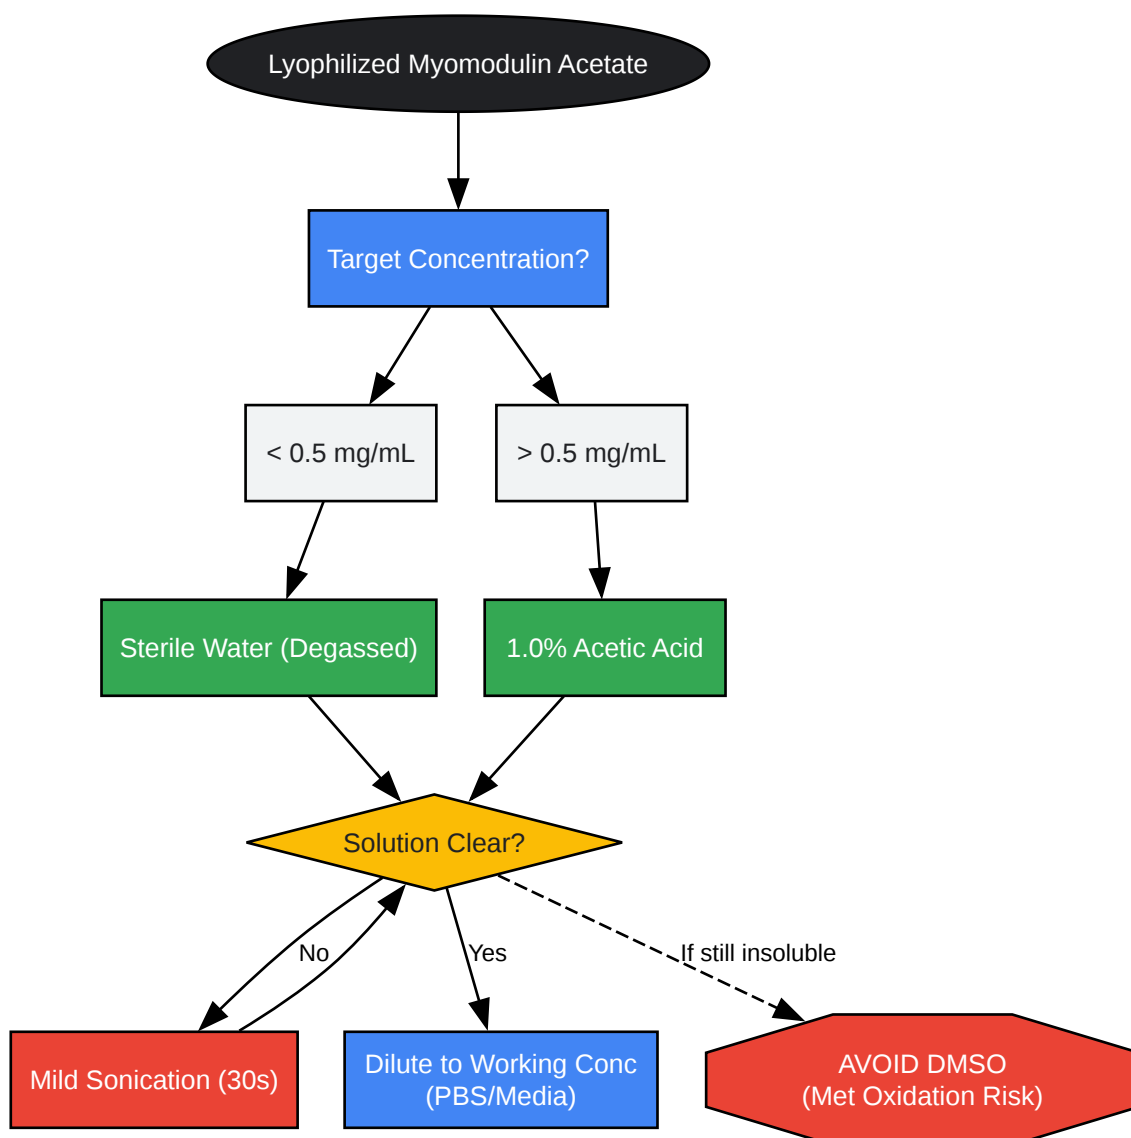 Lyophilized Myomodulin Acetate
Target Concentration?
< 0.5 mg/mL
> 0.5 mg/mL
Sterile Water (Degassed)
1.0% Acetic Acid
Solution Clear?
No
Yes
If still insoluble
Mild Sonication (30s)
Dilute to Working Conc
(PBS/Media)
AVOID DMSO
(Met Oxidation Risk)